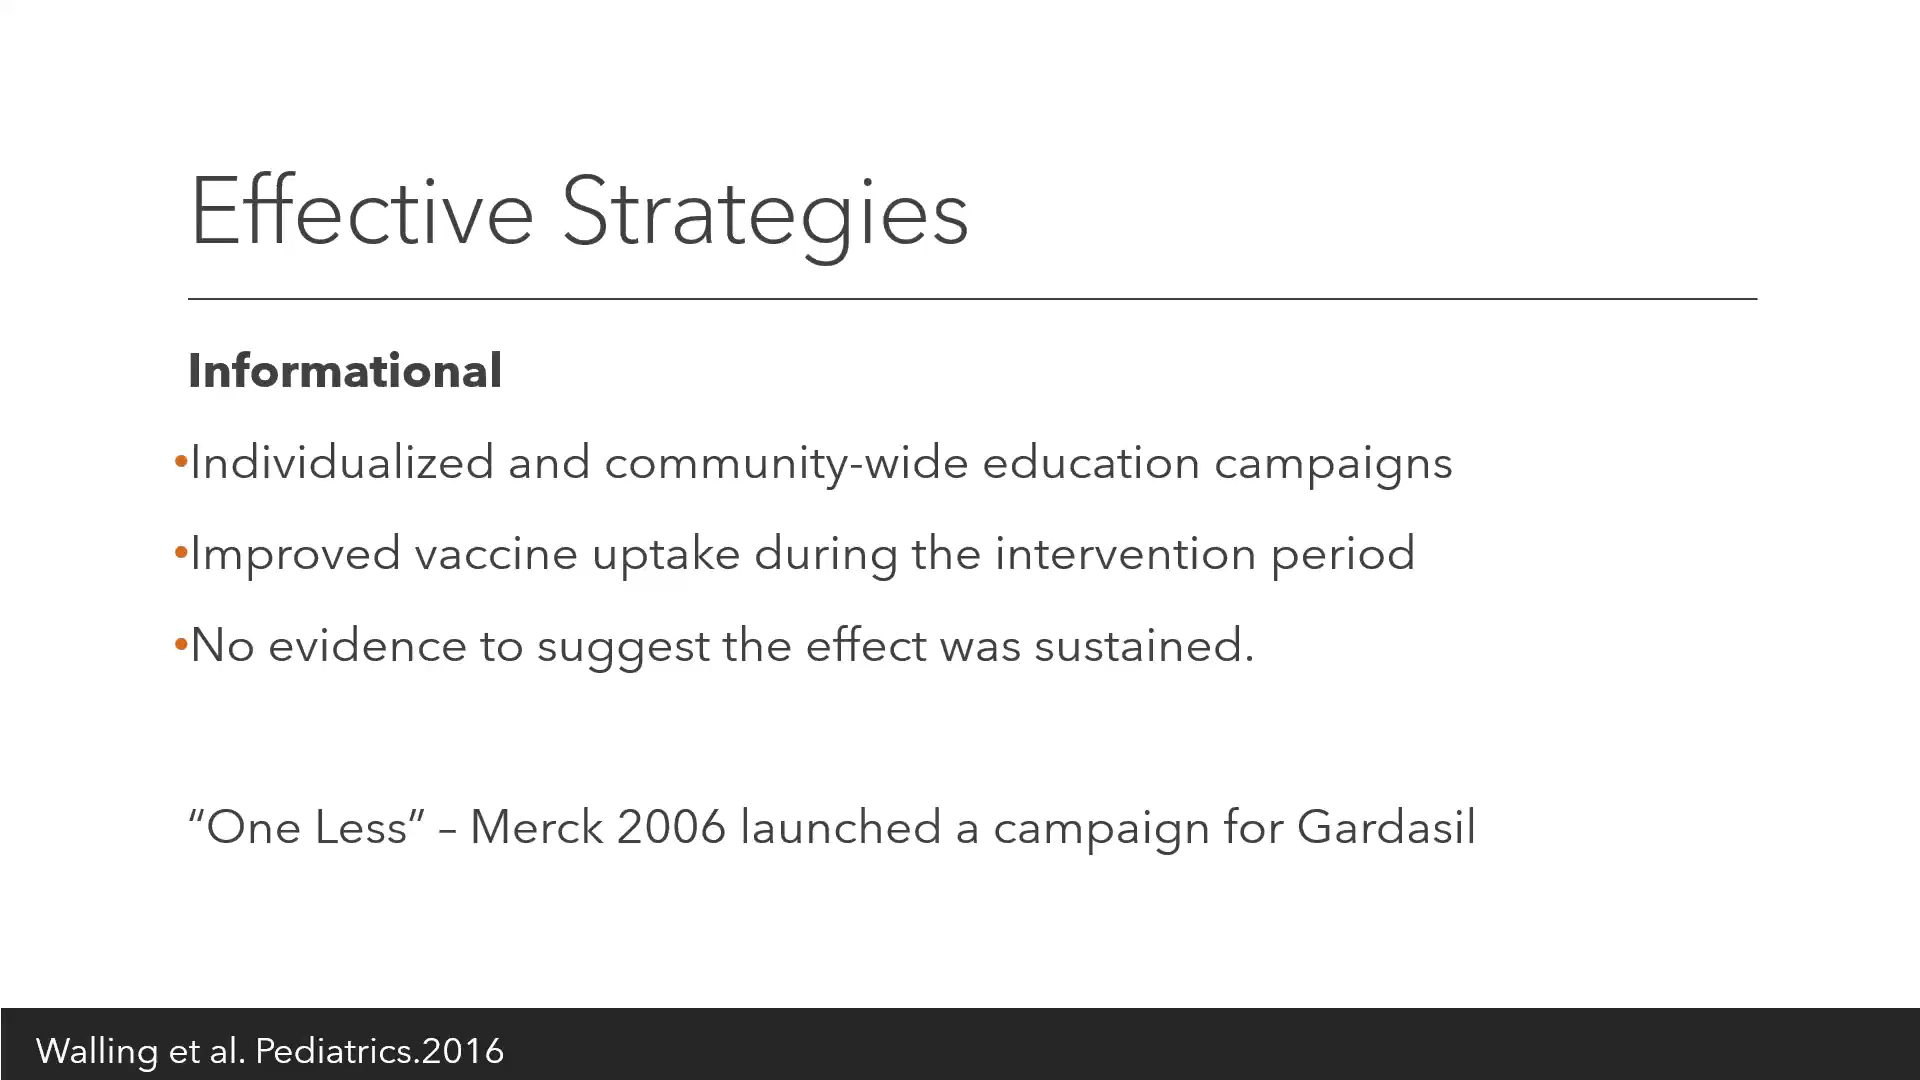 Effective Strategies
Informational
•Individualized and community-wide education campaigns
•Improved vaccine uptake during the intervention period
•No evidence to suggest the effect was sustained.
“One Less” – Merck 2006 launched a campaign for Gardasil
Walling et al. Pediatrics.2016